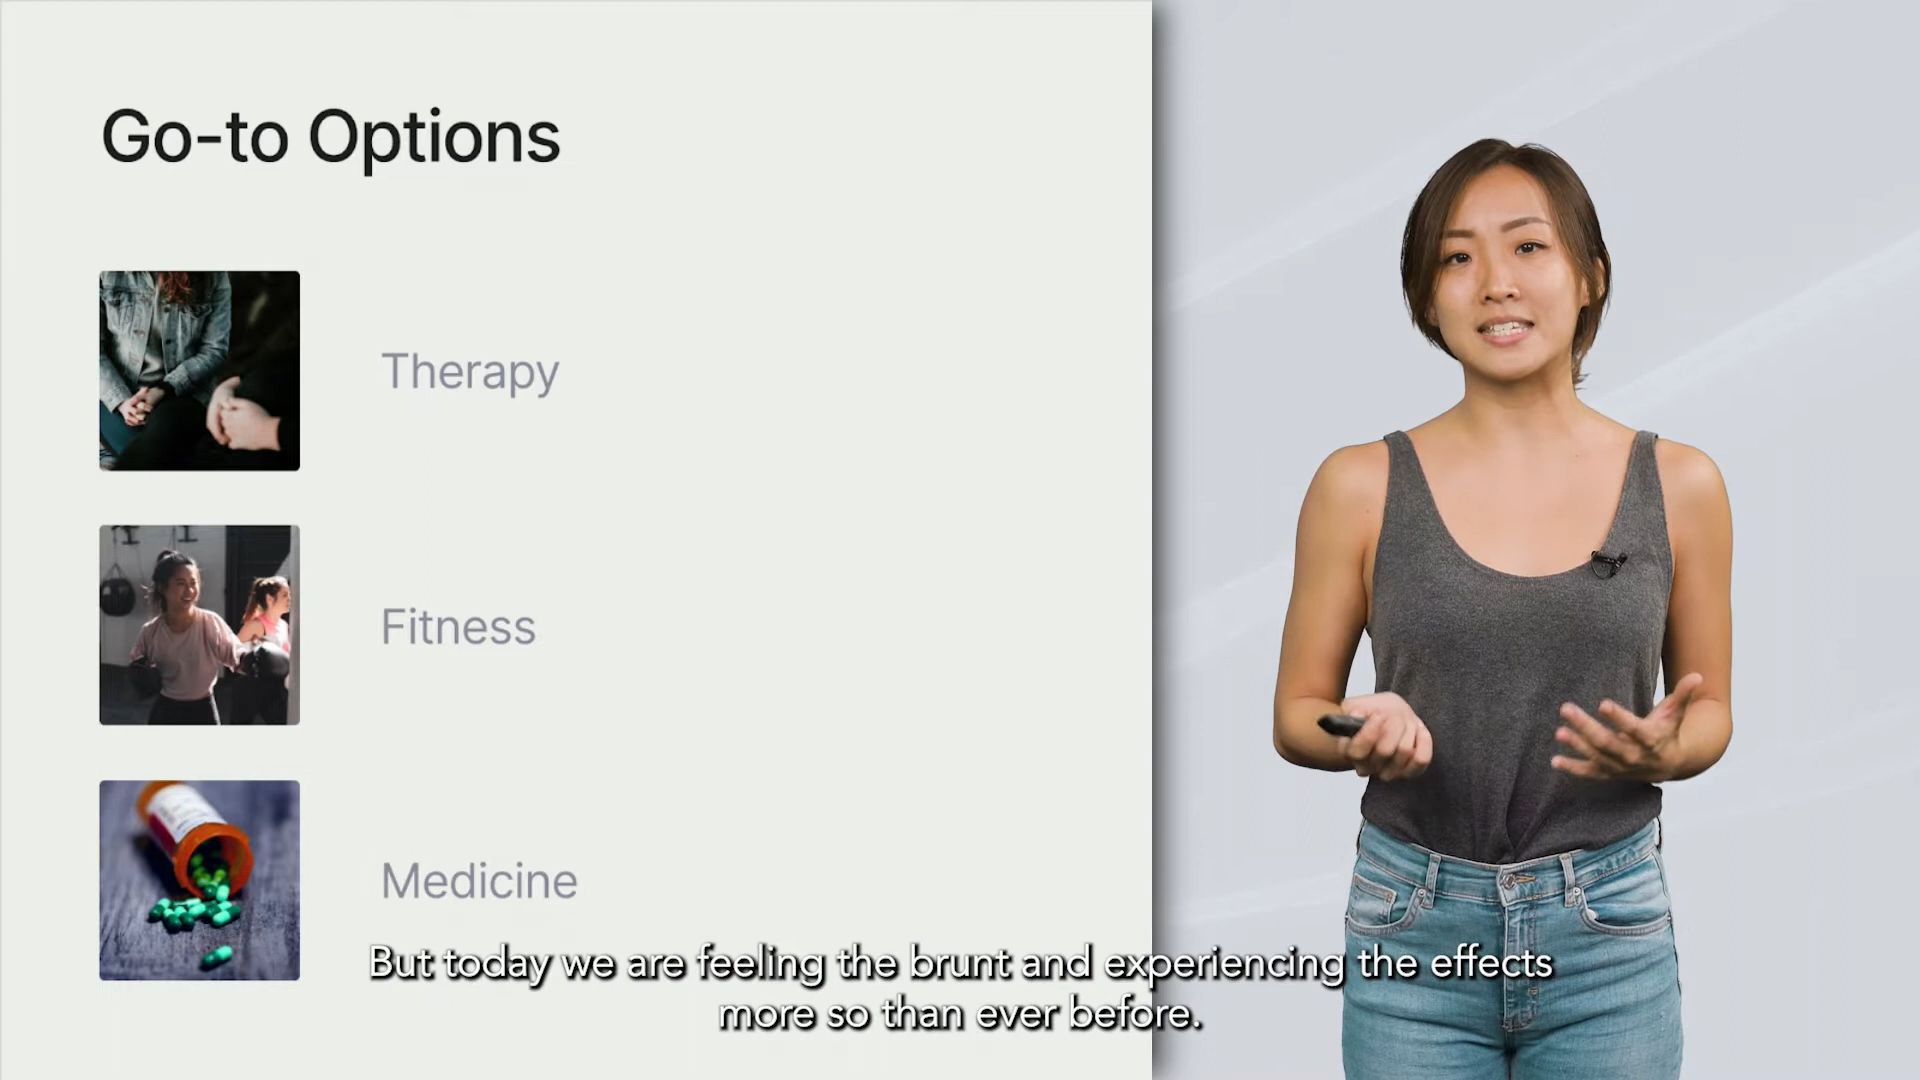 Go-to Options
Therapy
Fitness
Medicine
But today we are feeling the brunt and experiencing the effects
more so than ever before.